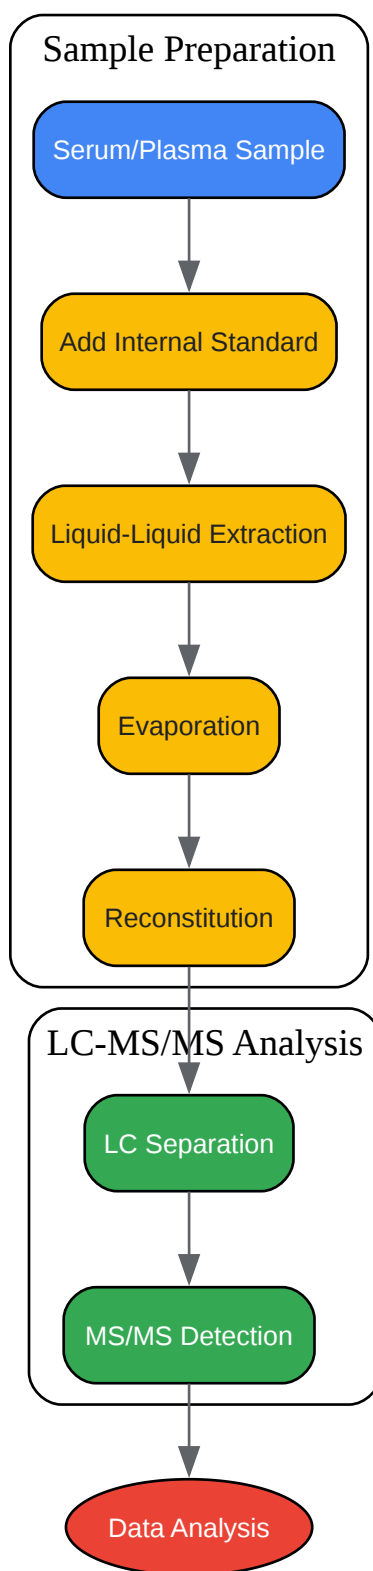 Sample Preparation
Serum/Plasma Sample
Add Internal Standard
Liquid-Liquid Extraction
Evaporation
Reconstitution
LC-MS/MS Analysis
LC Separation
MS/MS Detection
Data Analysis